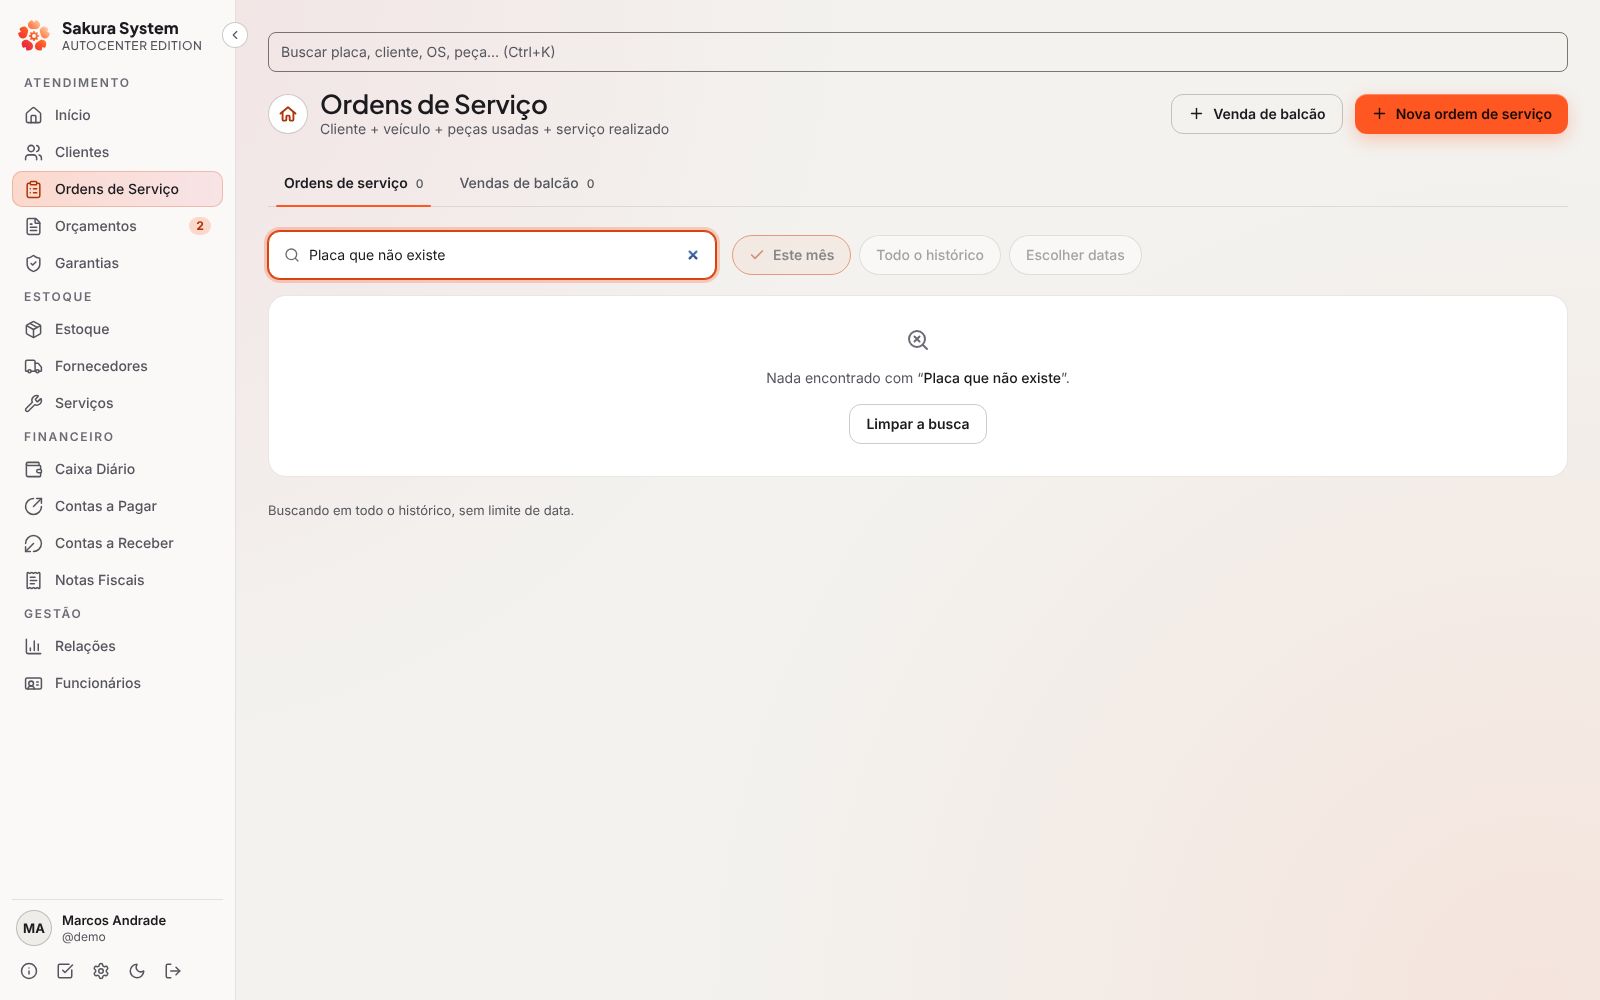 Sakura System
AUTOCENTER EDITION
ATENDIMENTO
Início
Clientes
Ordens de Serviço
Orçamentos 2
Garantias
ESTOQUE
Estoque
Fornecedores
Serviços
FINANCEIRO
Caixa Diário
Contas a Pagar
Contas a Receber
Notas Fiscais
GESTÃO
Relações
Funcionários
MA
Marcos Andrade
@demo
Buscar placa, cliente, OS, peça... (Ctrl+K)
Ordens de Serviço
Cliente + veículo + peças usadas + serviço realizado
Venda de balcão
Nova ordem de serviço
Ordens de serviço 0
Vendas de balcão 0
Placa que não existe
Este mês
Todo o histórico
Escolher datas
Nada encontrado com “Placa que não existe”.
Limpar a busca
Buscando em todo o histórico, sem limite de data.